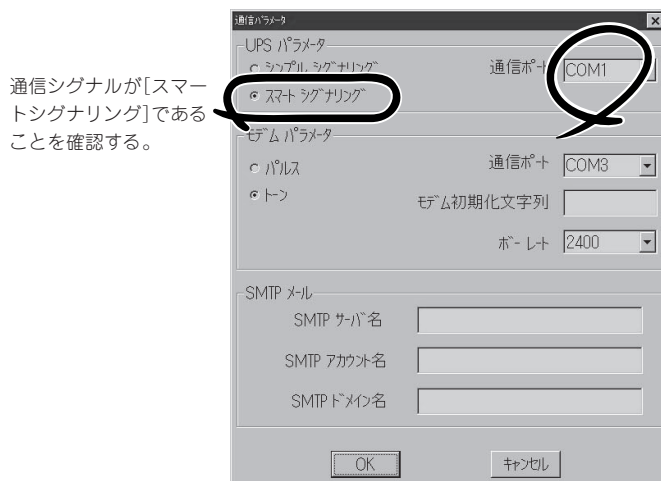 通信パラメータ
UPS パラメータ
シンプル シグナリング
通信ポート COM1
スマート シグナリング
通信シグナルが[スマー
トシグナリング]である
ことを確認する。
モデム パラメータ
パルス
通信ポート COM3
トーン
モデム初期化文字列
ボーレート 2400
SMTP メール
SMTP サーバ名
SMTP アカウント名
SMTP ドメイン名
OK キャンセル